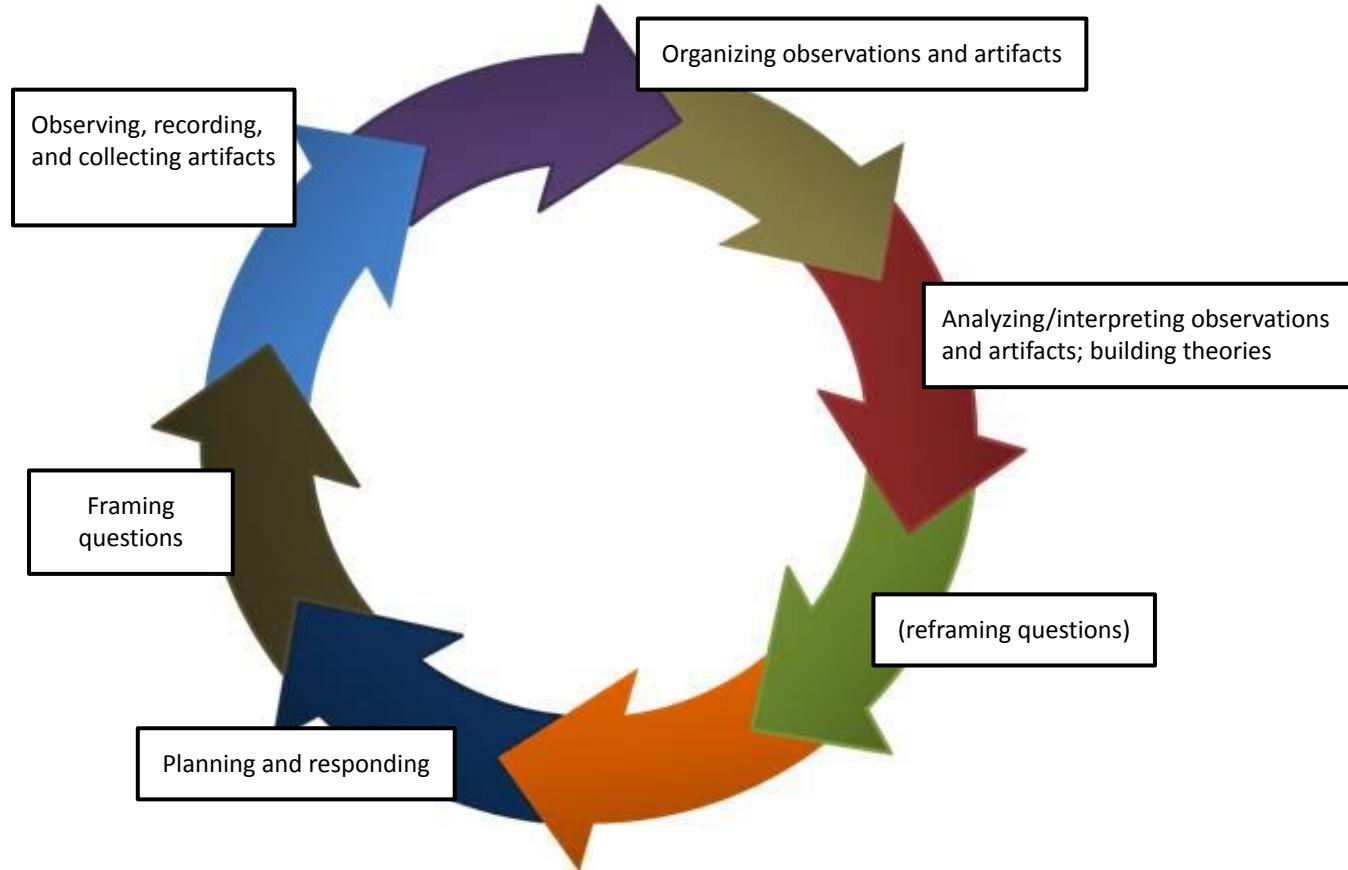 Organizing observations and artifacts
Observing, recording,
and collecting artifacts
Analyzing/interpreting observations
and artifacts; building theories
Framing
questions
(reframing questions)
Planning and responding